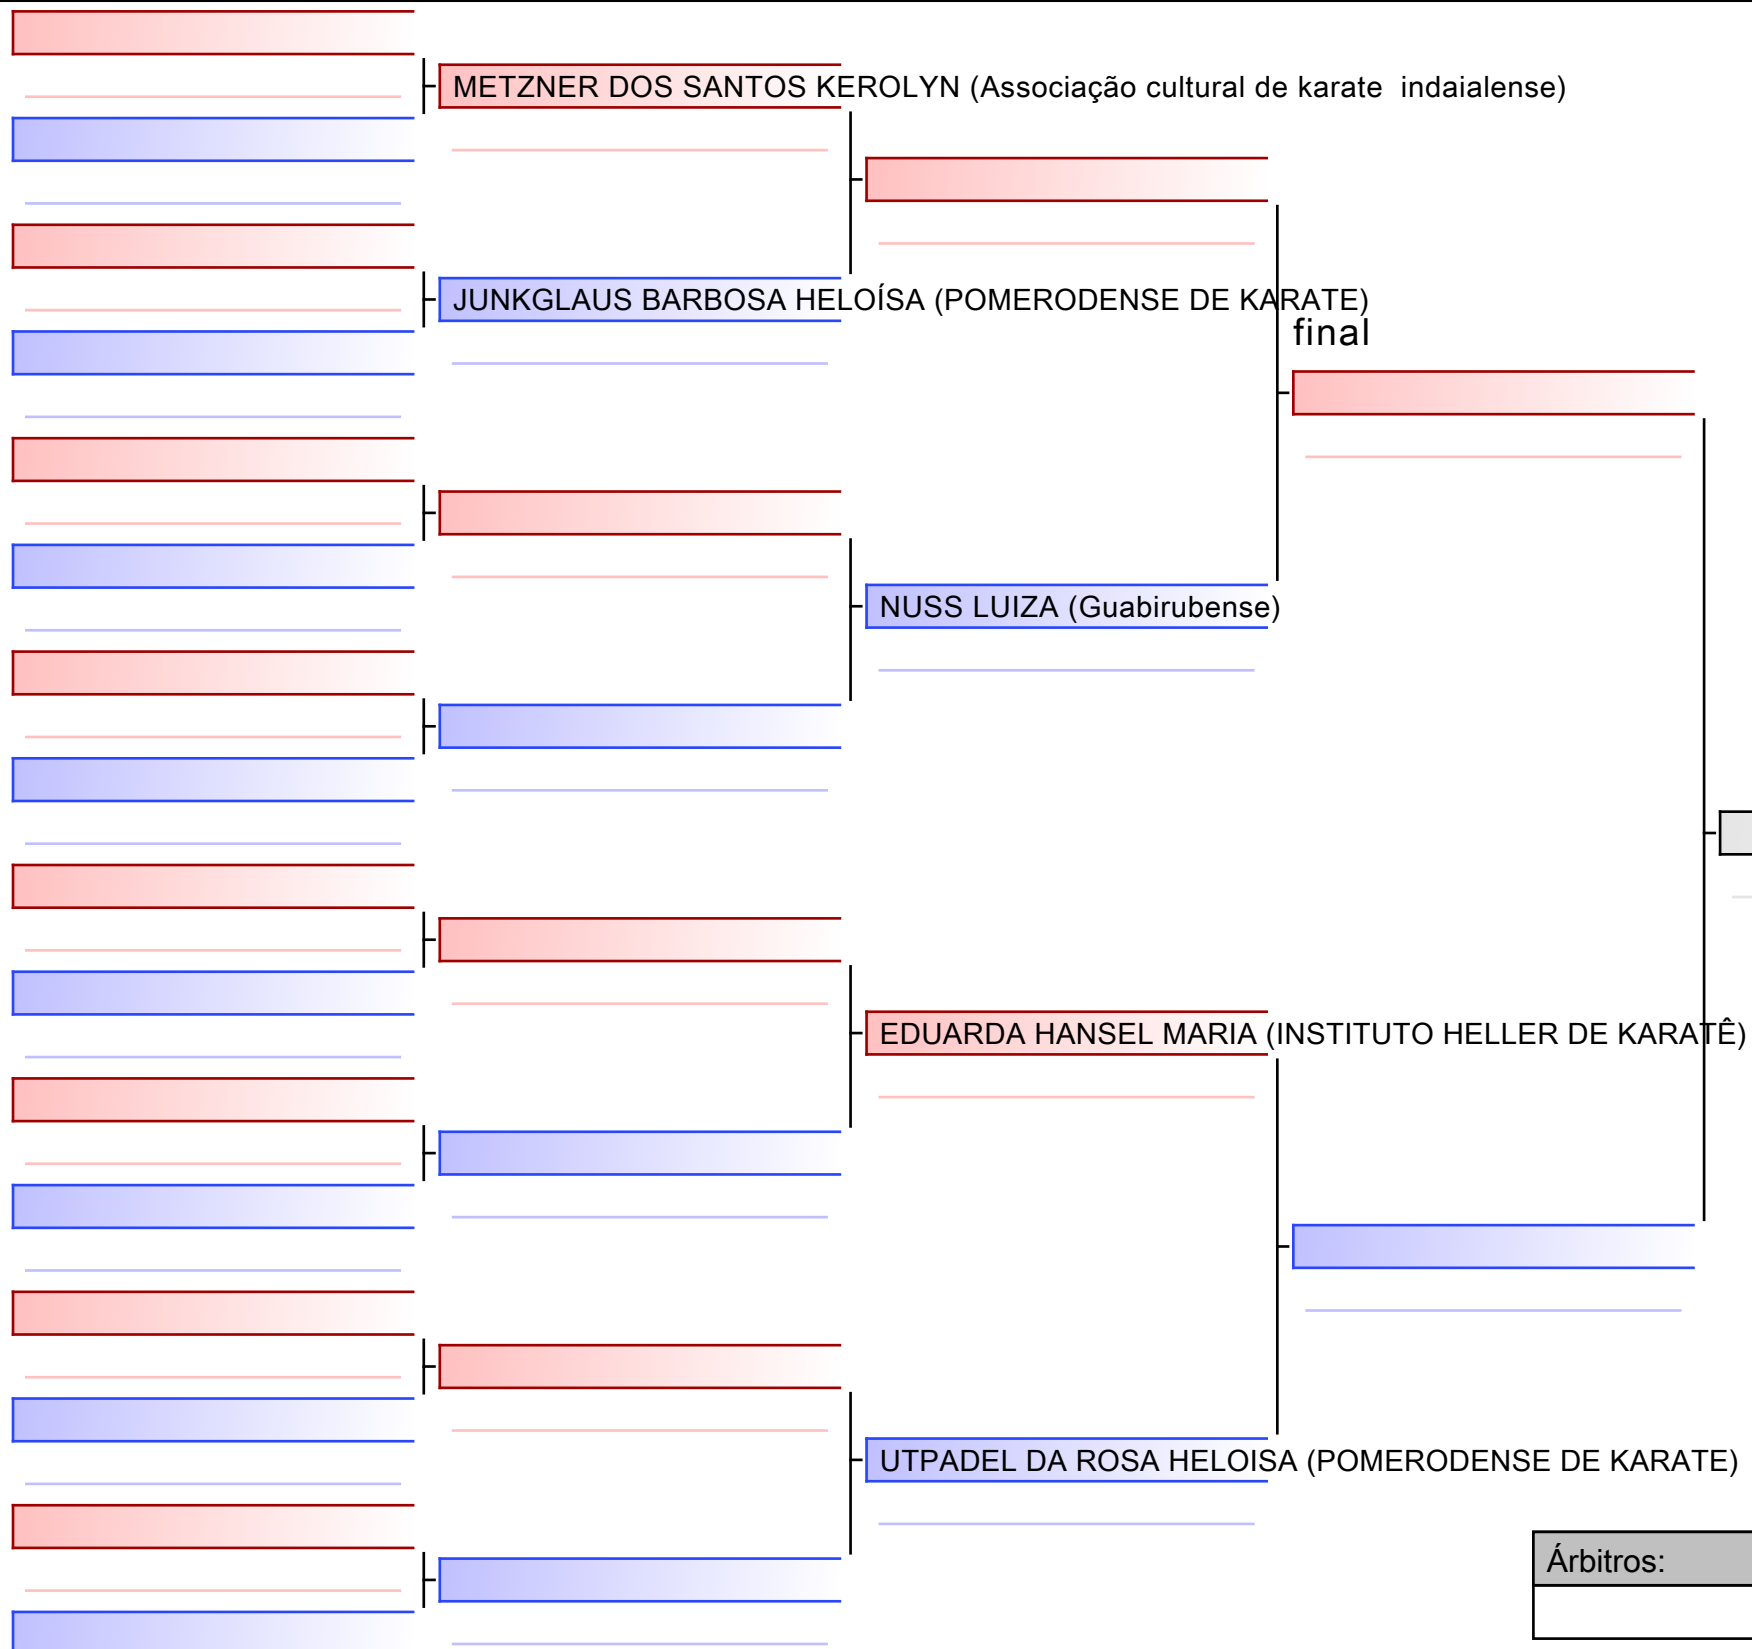 METZNER DOS SANTOS KEROLYN (Associação cultural de karate  indaialense)
JUNKGLAUS BARBOSA HELOÍSA (POMERODENSE DE KARATE)
final
NUSS LUIZA (Guabirubense)
EDUARDA HANSEL MARIA (INSTITUTO HELLER DE KARATÊ)
UTPADEL DA ROSA HELOISA (POMERODENSE DE KARATE)
Árbitros: